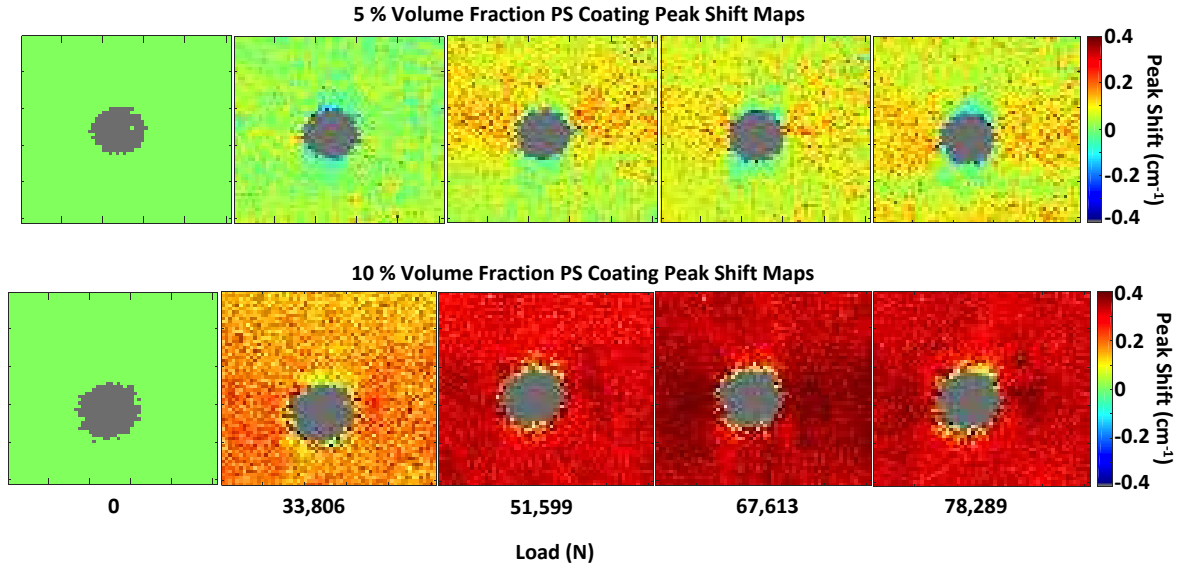 5 % Volume Fraction PS Coating Peak Shift Maps
0.4
0.2
0
-0.2
-0.4
Peak Shift (cm-1)
10 % Volume Fraction PS Coating Peak Shift Maps
0.4
0.2
0
-0.2
-0.4
Peak Shift (cm-1)
0 33,806 51,599 67,613 78,289
Load (N)